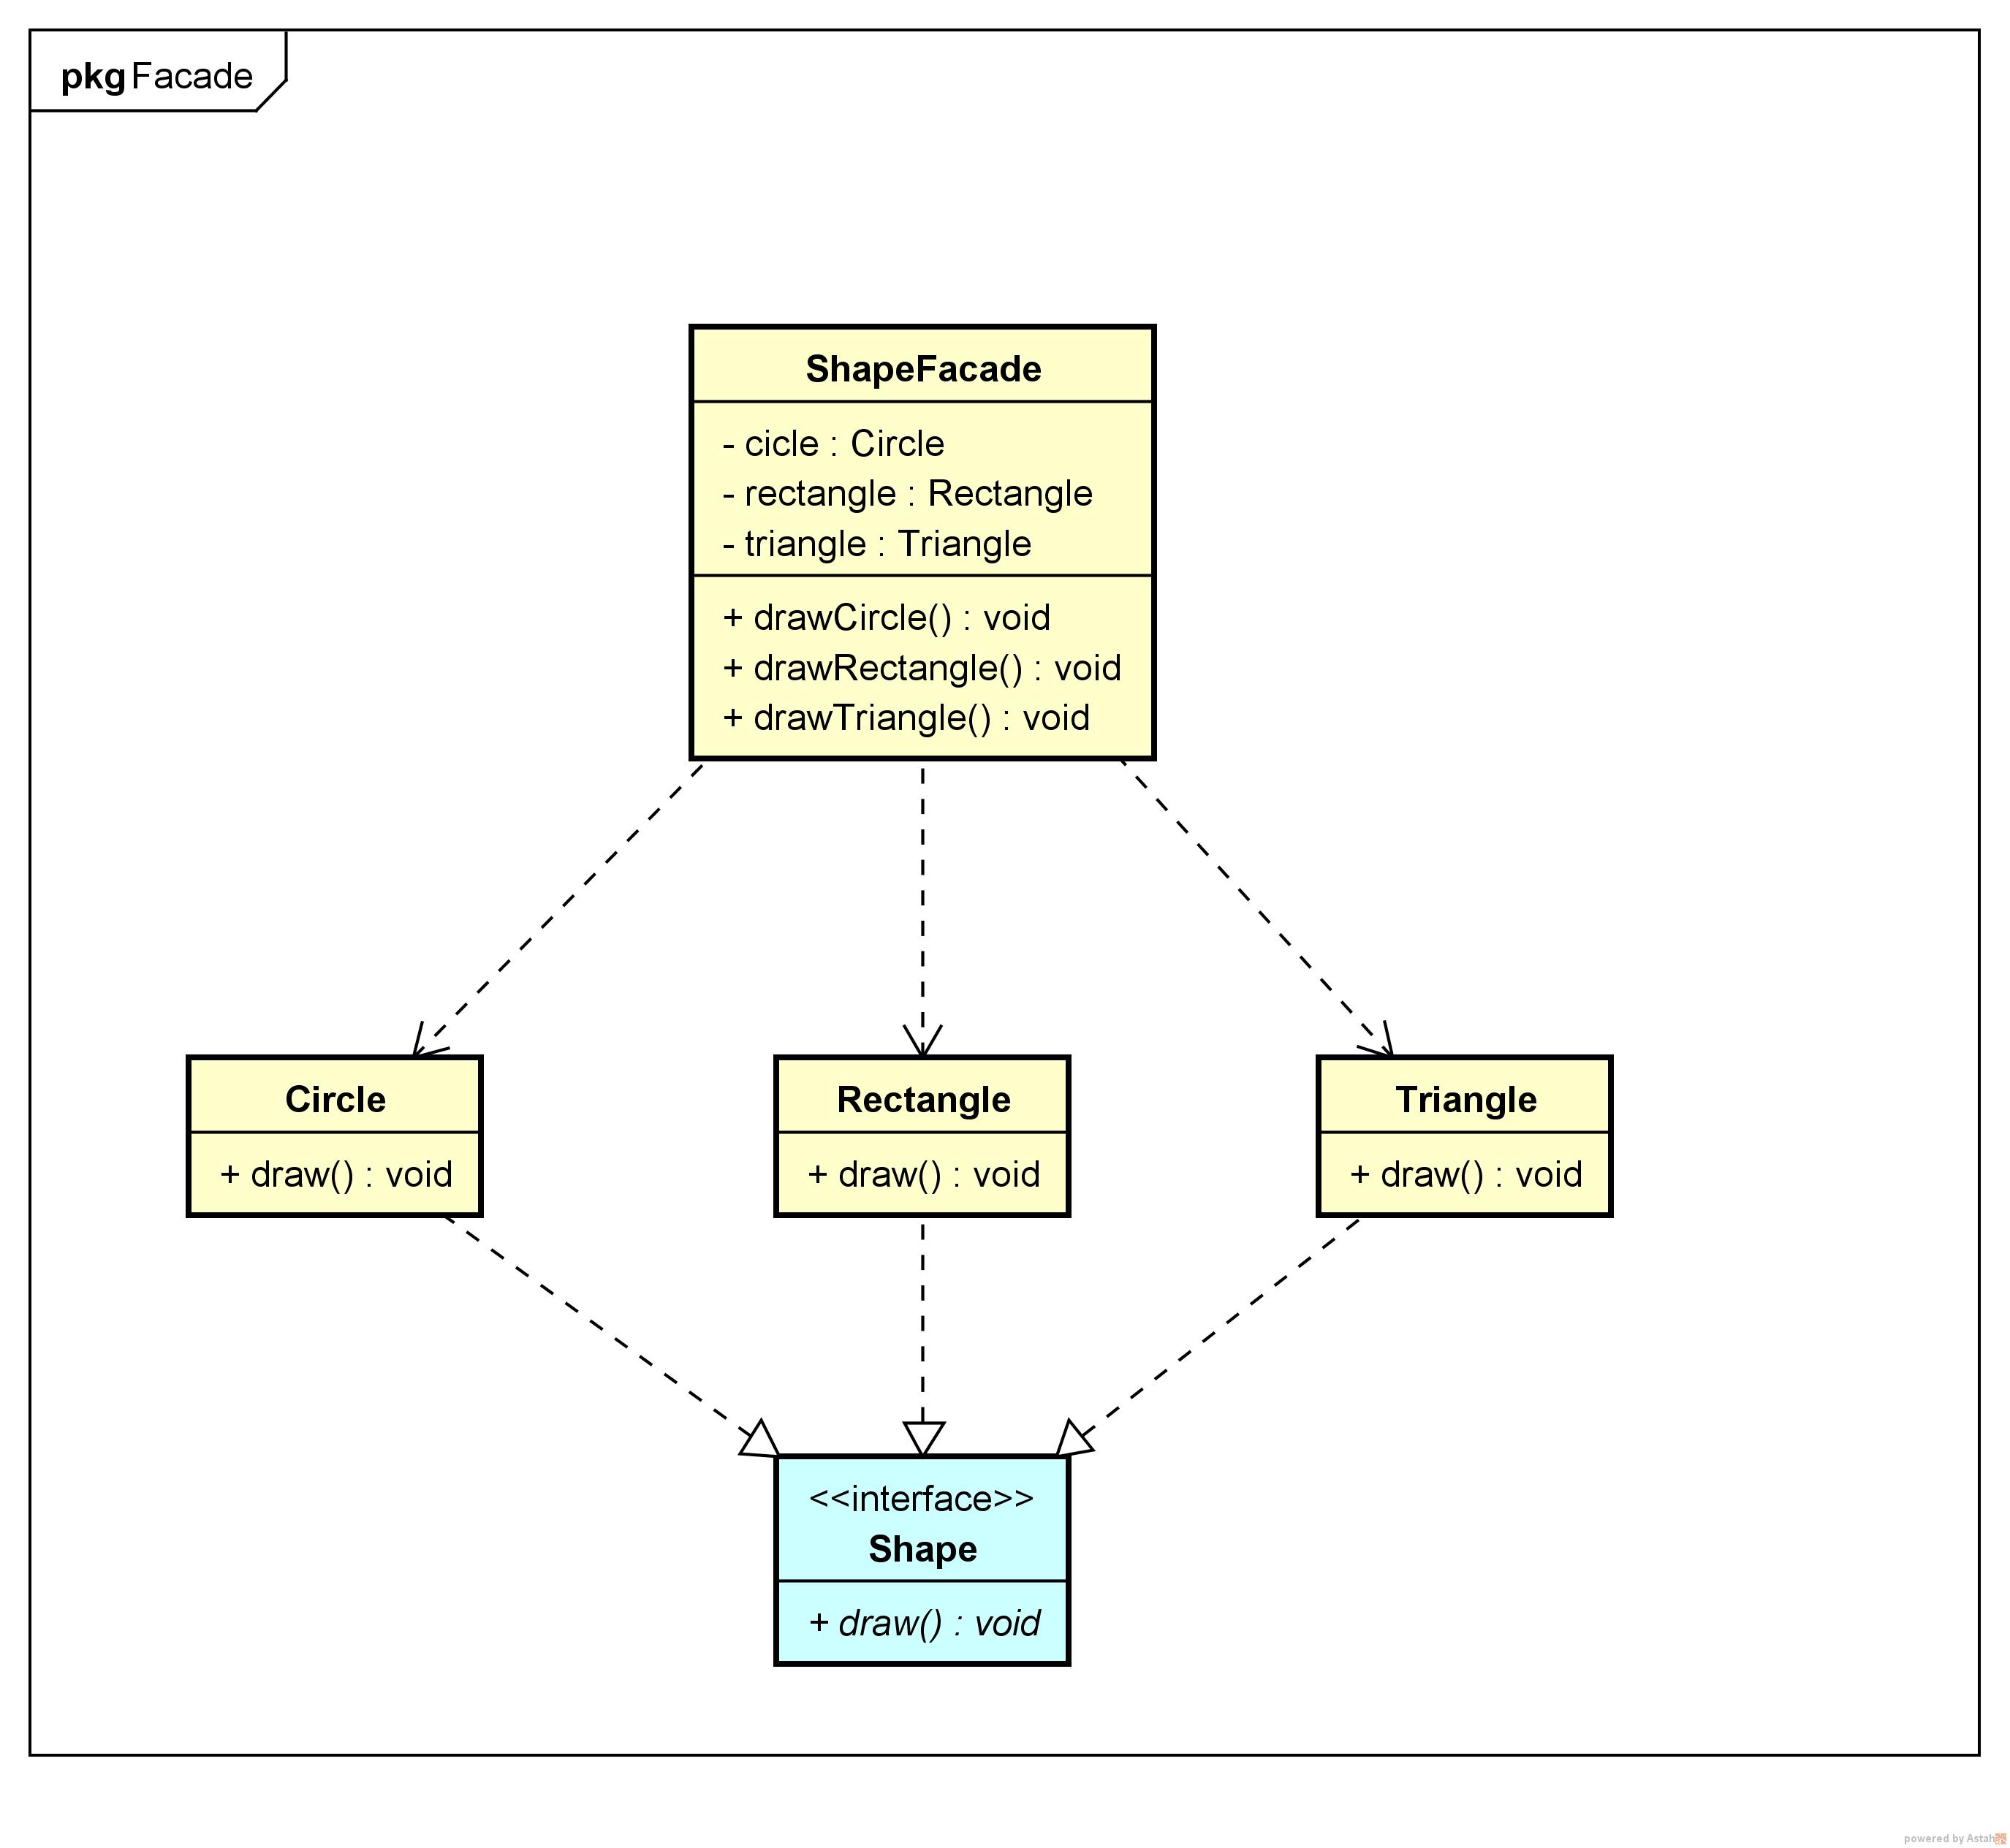 pkg Facade
ShapeFacade
- cicle : Circle
- rectangle : Rectangle
- triangle : Triangle
+ drawCircle() : void
+ drawRectangle() : void
+ drawTriangle() : void
Circle
+ draw() : void
Rectangle
+ draw() : void
Triangle
+ draw() : void
<<interface>>
Shape
+ draw() : void
powered by Astah